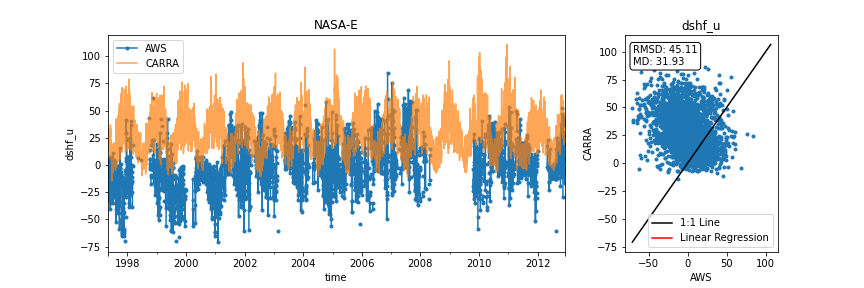 NASA-E
dshf_u
AWS
CARRA
100
75
50
25
0
−25
−50
−75
dshf_u
1998
2000
2002
2004
2006
2008
2010
2012
time
dshf_u
RMSD: 45.11
MD: 31.93
100
75
50
25
0
−25
−50
−75
CARRA
1:1 Line
Linear Regression
−50
0
50
100
AWS